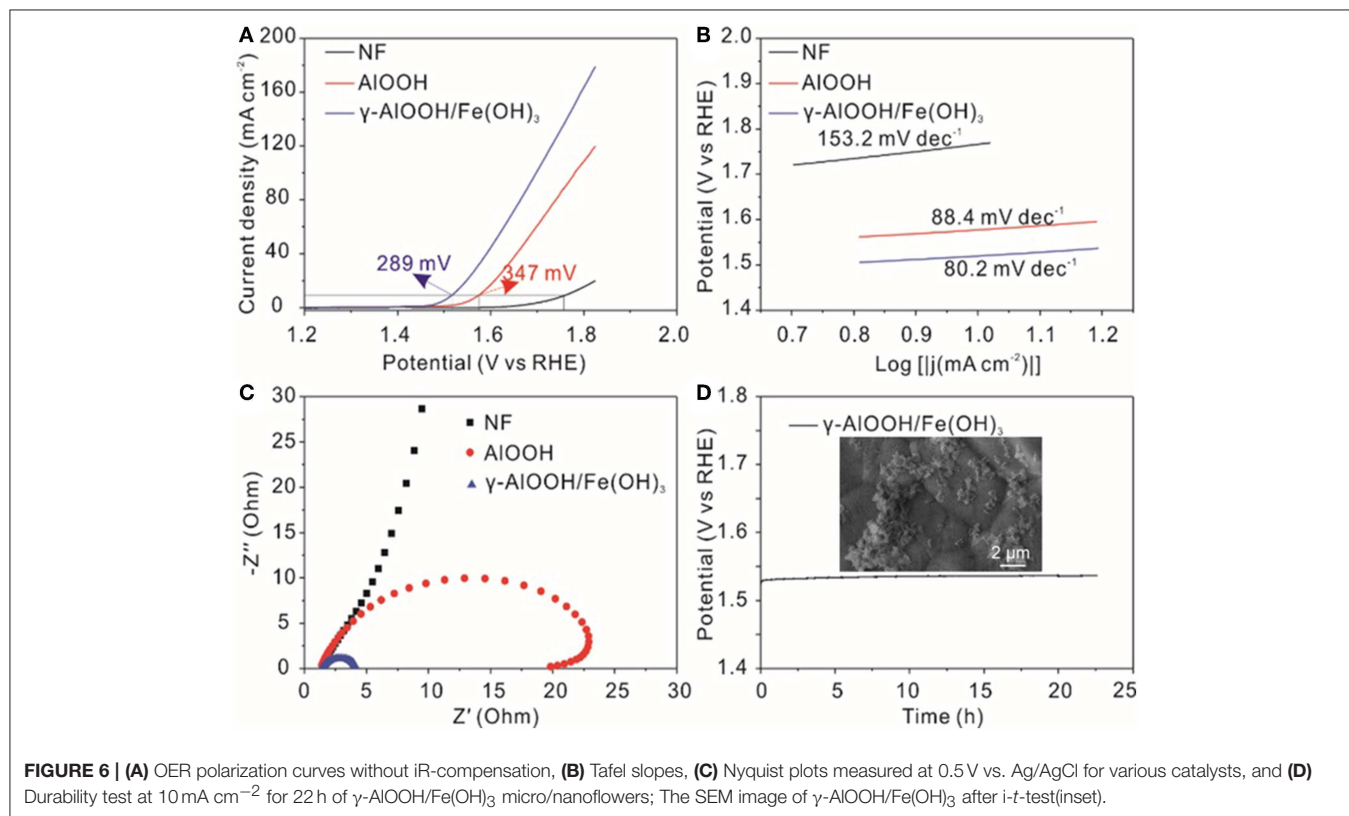 A
200
160
120
80
40
0
Current density (mA cm⁻²)
NF
AlOOH
γ-AlOOH/Fe(OH)₃
289 mV
347 mV
1.2 1.4 1.6 1.8 2.0
Potential (V vs RHE)
B
2.0
1.9
1.8
1.7
1.6
1.5
1.4
Potential (V vs RHE)
NF
AlOOH
γ-AlOOH/Fe(OH)₃
153.2 mV dec⁻¹
88.4 mV dec⁻¹
80.2 mV dec⁻¹
0.7 0.8 0.9 1.0 1.1 1.2
Log [|j(mA cm⁻²)|]
C
30
25
20
15
10
5
0
-Z″ (Ohm)
NF
AlOOH
γ-AlOOH/Fe(OH)₃
0 5 10 15 20 25 30
Z′ (Ohm)
D
1.8
1.7
1.6
1.5
1.4
Potential (V vs RHE)
γ-AlOOH/Fe(OH)₃
2 μm
0 5 10 15 20 25
Time (h)
FIGURE 6 | (A) OER polarization curves without iR-compensation, (B) Tafel slopes, (C) Nyquist plots measured at 0.5 V vs. Ag/AgCl for various catalysts, and (D)
Durability test at 10 mA cm⁻² for 22 h of γ-AlOOH/Fe(OH)₃ micro/nanoflowers; The SEM image of γ-AlOOH/Fe(OH)₃ after i-t-test(inset).